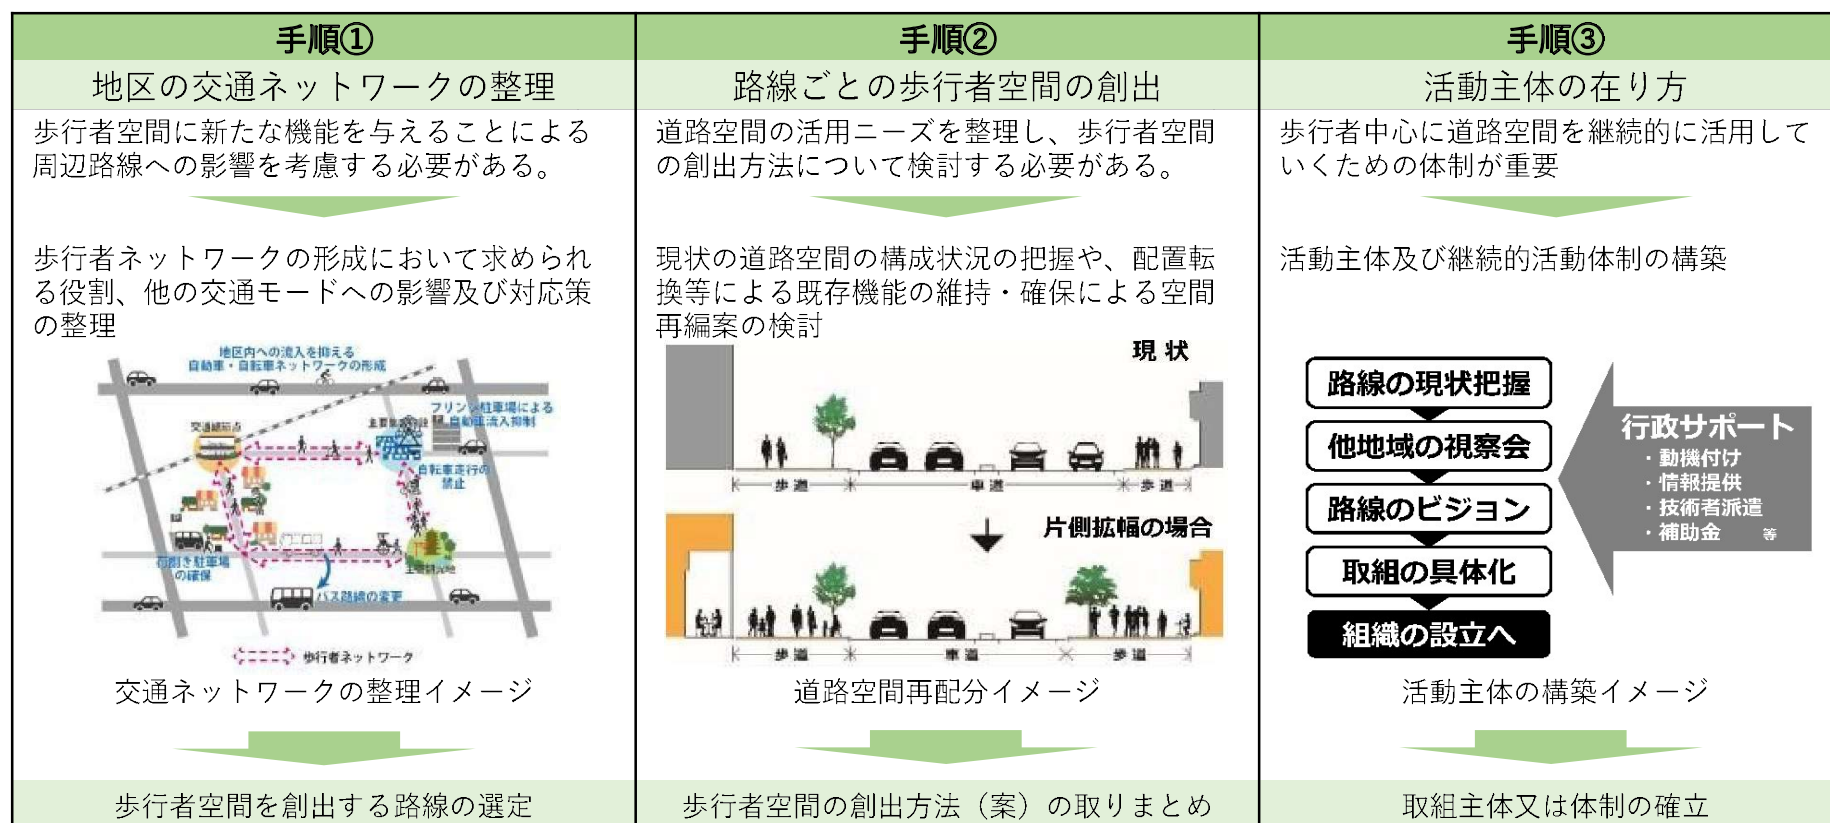 手順①
地区の交通ネットワークの整理
歩行者空間に新たな機能を与えることによる
周辺路線への影響を考慮する必要がある。
歩行者ネットワークの形成において求められ
る役割、他の交通モードへの影響及び対応策
の整理
地区内への流入を抑える
自動車・自転車ネットワークの形成
フリンジ駐車場による
自動車流入抑制
交通結節点
自転車走行の
禁止
荷捌き駐車場
の確保
主要観光地
バス路線の変更
歩行者ネットワーク
交通ネットワークの整理イメージ
歩行者空間を創出する路線の選定
手順②
路線ごとの歩行者空間の創出
道路空間の活用ニーズを整理し、歩行者空間
の創出方法について検討する必要がある。
現状の道路空間の構成状況の把握や、配置転
換等による既存機能の維持・確保による空間
再編案の検討
現状
歩道 車道 歩道
片側拡幅の場合
歩道 車道 歩道
道路空間再配分イメージ
歩行者空間の創出方法（案）の取りまとめ
手順③
活動主体の在り方
歩行者中心に道路空間を継続的に活用して
いくための体制が重要
活動主体及び継続的活動体制の構築
路線の現状把握
他地域の視察会
路線のビジョン
取組の具体化
組織の設立へ
行政サポート
・動機付け
・情報提供
・技術者派遣
・補助金 等
活動主体の構築イメージ
取組主体又は体制の確立